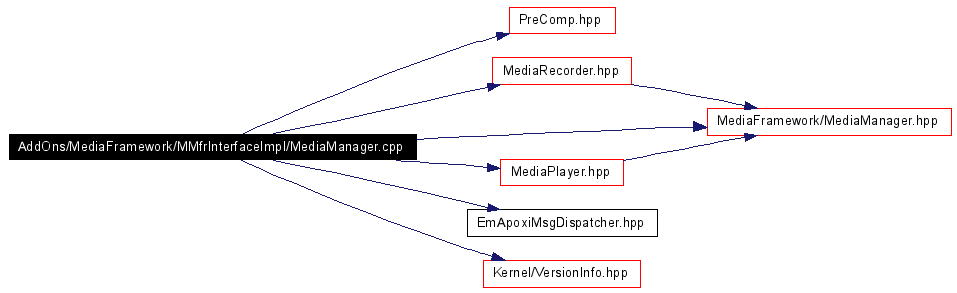 PreComp.hpp
MediaRecorder.hpp
MediaFramework/MediaManager.hpp
AddOns/MediaFramework/MMfrInterfaceImpl/MediaManager.cpp
MediaPlayer.hpp
EmApoxiMsgDispatcher.hpp
Kernel/VersionInfo.hpp